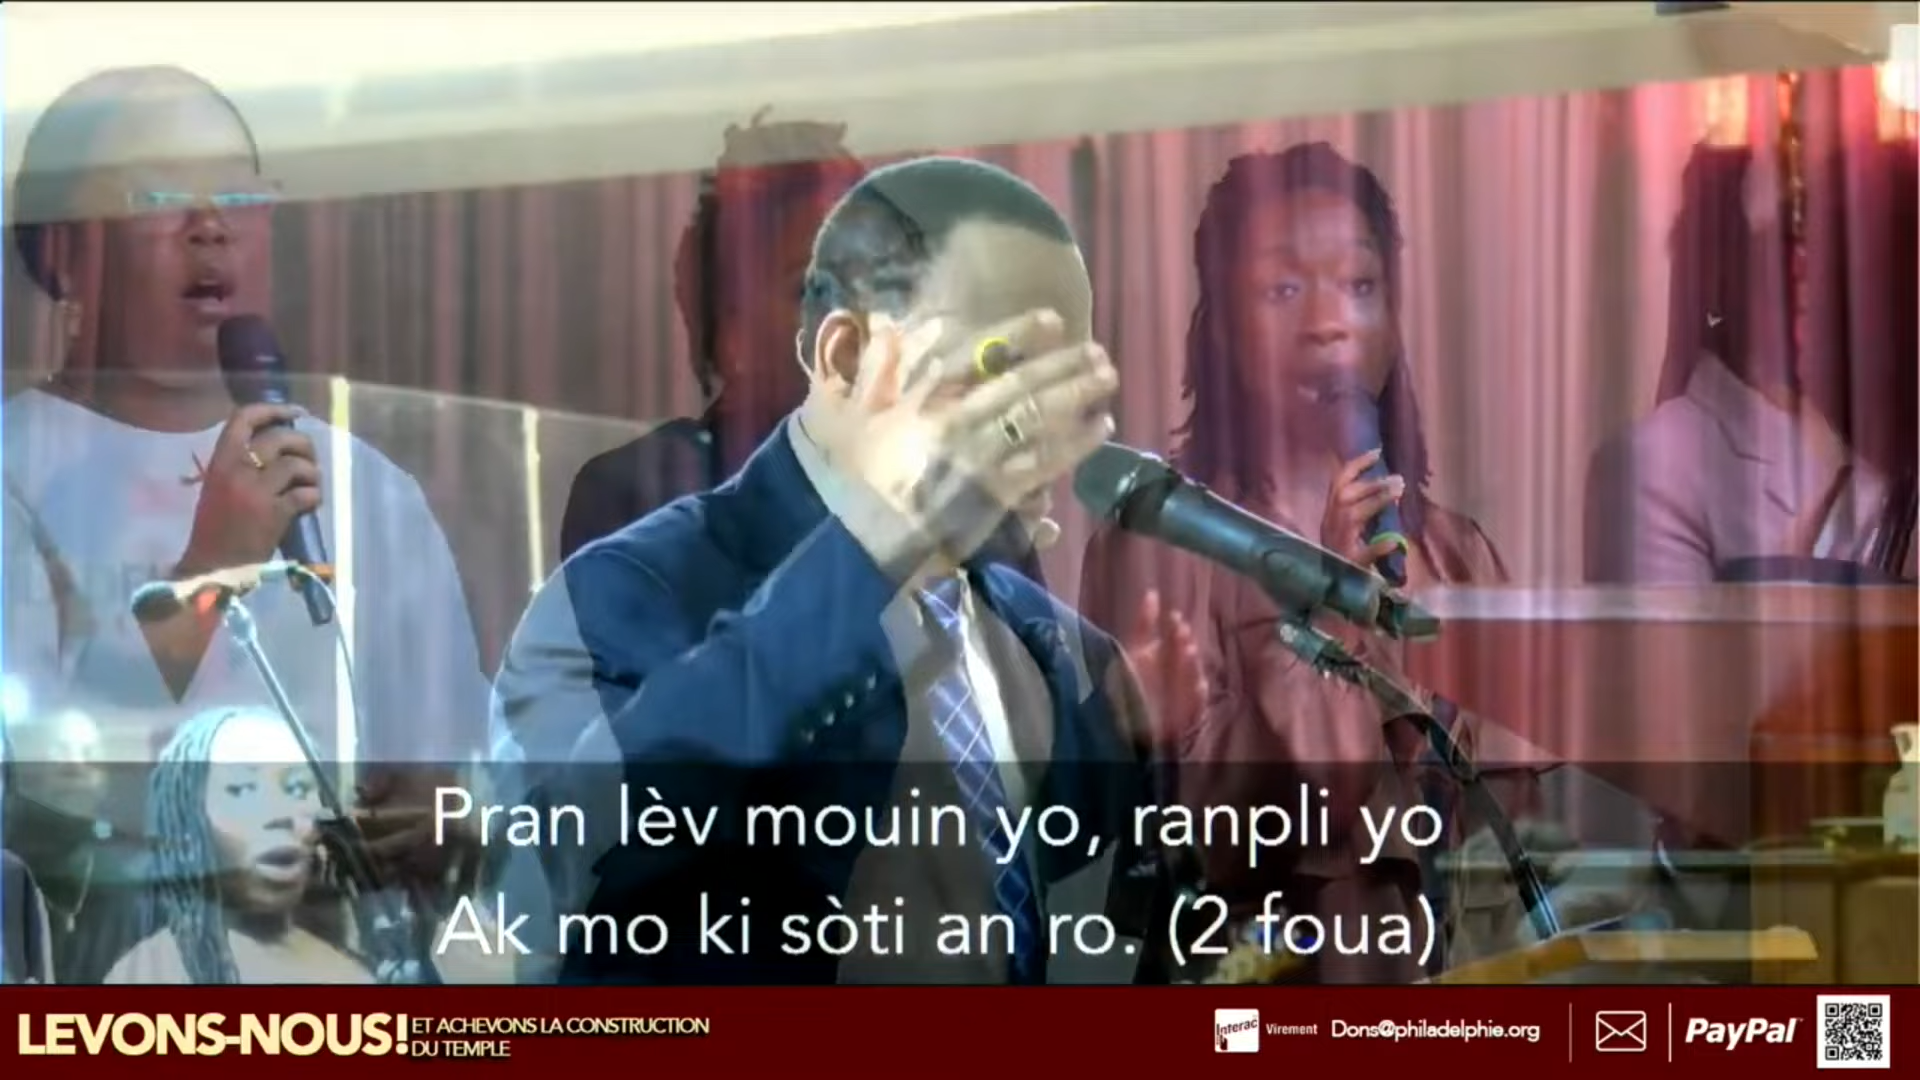 Pran lèv mouin yo, ranpli yo
Ak mo ki sòti an ro. (2 foua)
LEVONS-NOUS! ET ACHEVONS LA CONSTRUCTION
DU TEMPLE
Interac Virement Dons@philadelphie.org PayPal